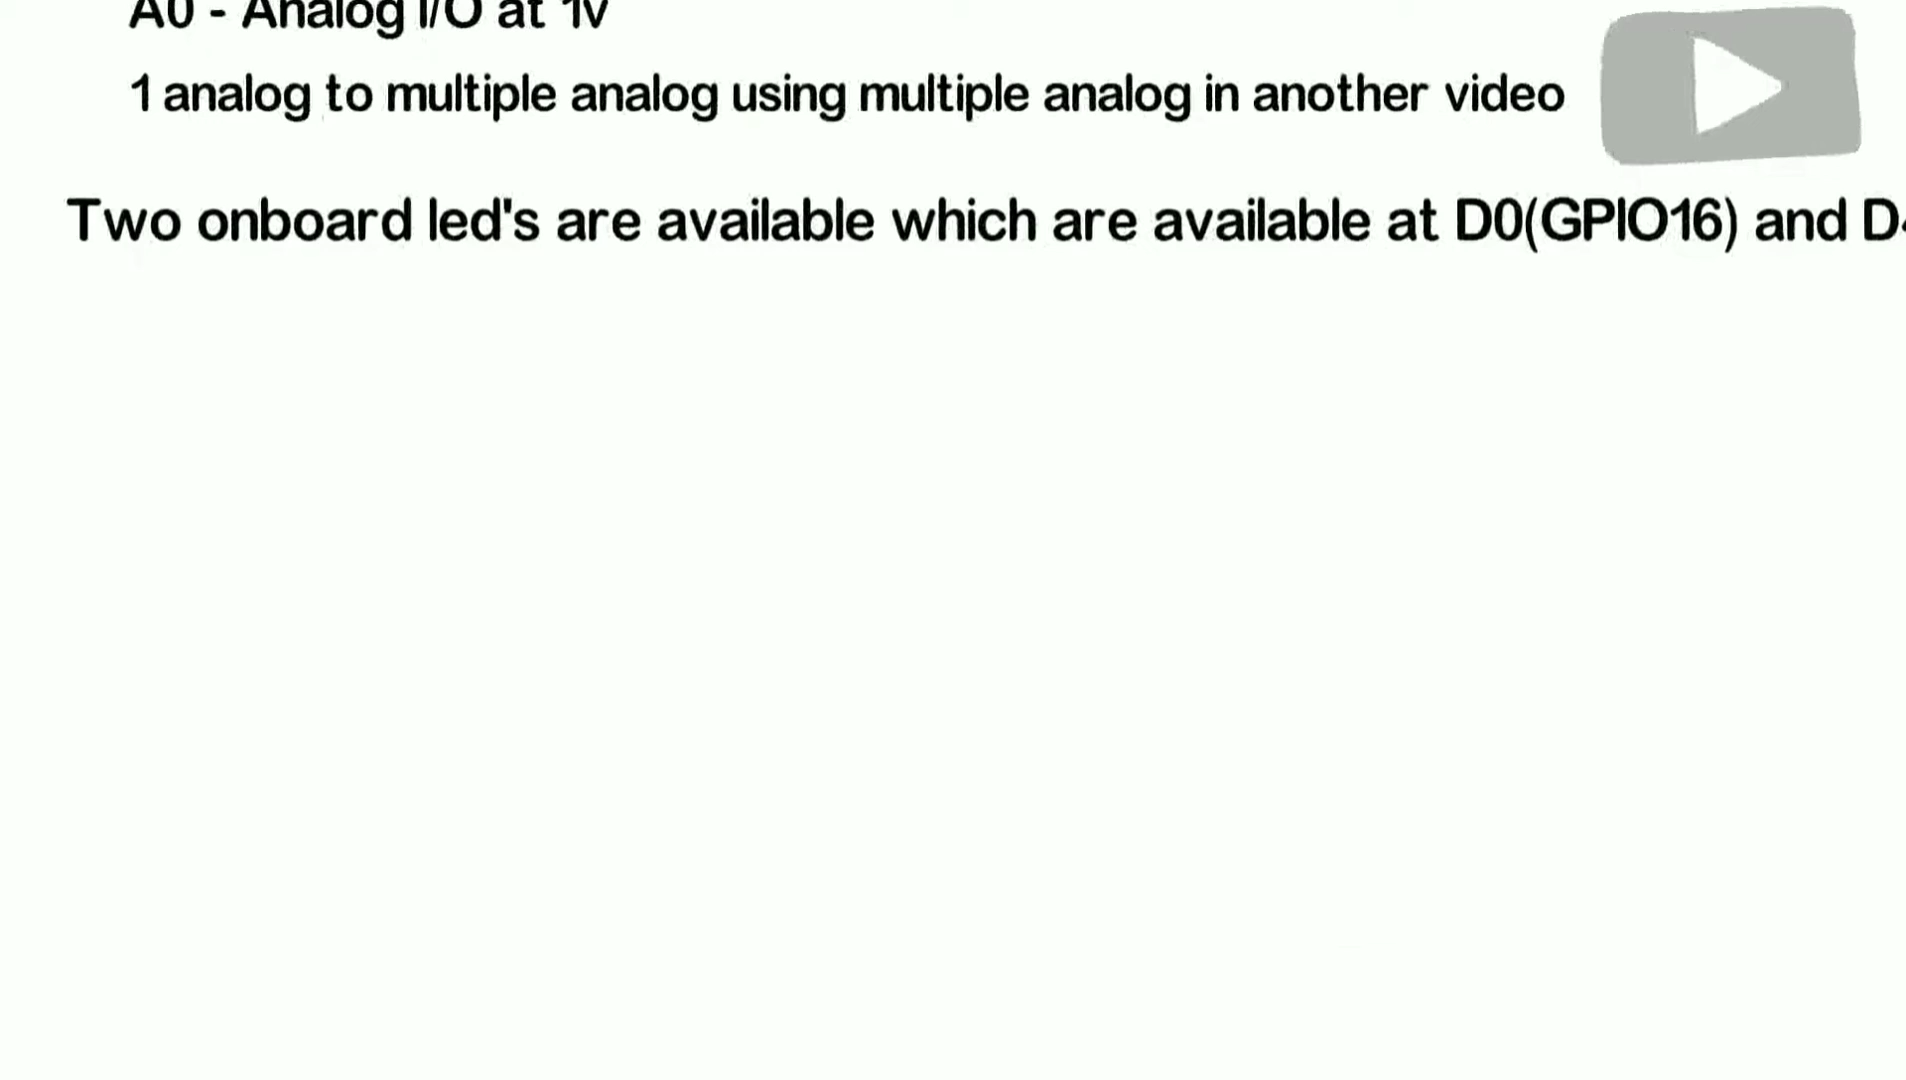 A0 - Analog I/O at 1v
1 analog to multiple analog using multiple analog in another video
Two onboard led's are available which are available at D0(GPIO16) and D